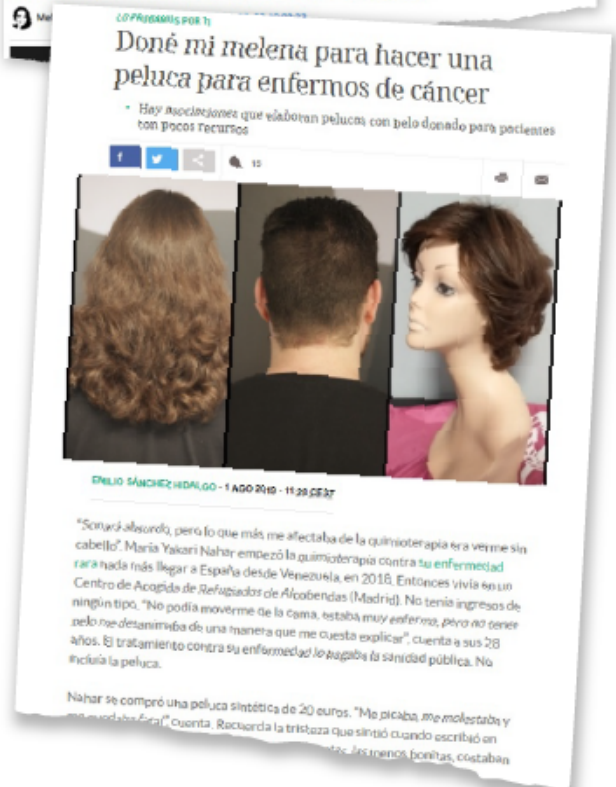 LO PROBAMOS POR TI
Doné mi melena para hacer una
peluca para enfermos de cáncer
Hay asociaciones que elaboran pelucas con pelo donado para pacientes
con pocos recursos
EMILIO SÁNCHEZ HIDALGO - 1 AGO 2019 - 11:29 CEST
"Sonará absurdo, pero lo que más me afectaba de la quimioterapia era verme sin
cabello". María Yakari Nahar empezó la quimioterapia contra su enfermedad
rara nada más llegar a España desde Venezuela, en 2018. Entonces vivía en un
Centro de Acogida de Refugiados de Alcobendas (Madrid). No tenía ingresos de
ningún tipo. "No podía moverme de la cama, estaba muy enferma, pero no tener
pelo me desanimaba de una manera que me cuesta explicar", cuenta a sus 28
años. El tratamiento contra su enfermedad lo pagaba la sanidad pública. No
incluía la peluca.
Nahar se compró una peluca sintética de 20 euros. "Me picaba, me molestaba y
me quedaba fatal", cuenta. Recuerda la tristeza que sintió cuando escribió en
las menos bonitas, costaban